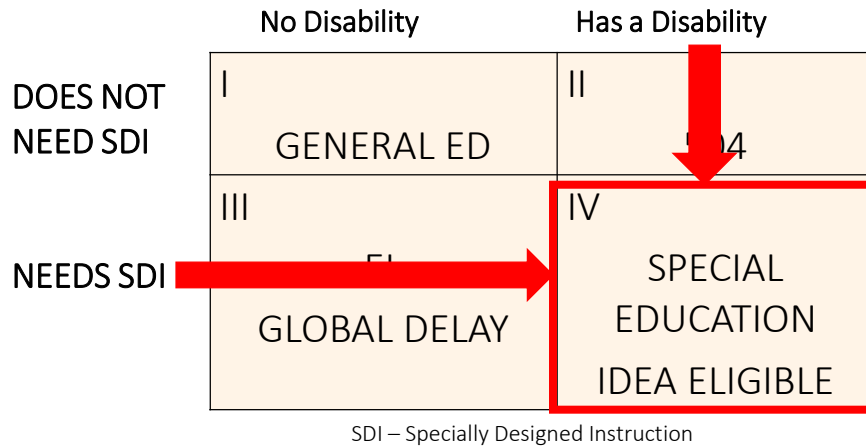 No Disability
Has a Disability
DOES NOT
NEED SDI
I
GENERAL ED
II
NEEDS SDI
III
GLOBAL DELAY
IV
SPECIAL
EDUCATION
IDEA ELIGIBLE
SDI – Specially Designed Instruction